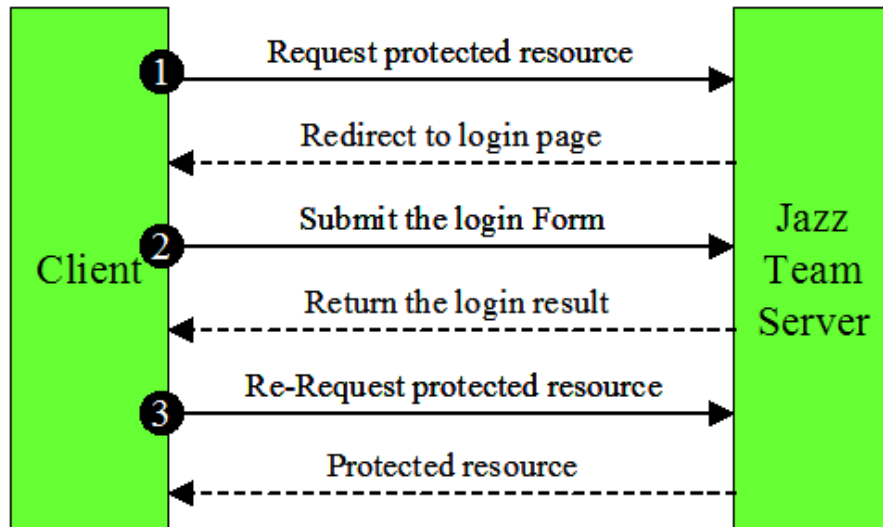 1
Request protected resource
Redirect to login page
2
Submit the login Form
Client
Jazz
Team
Server
Return the login result
3
Re-Request protected resource
Protected resource